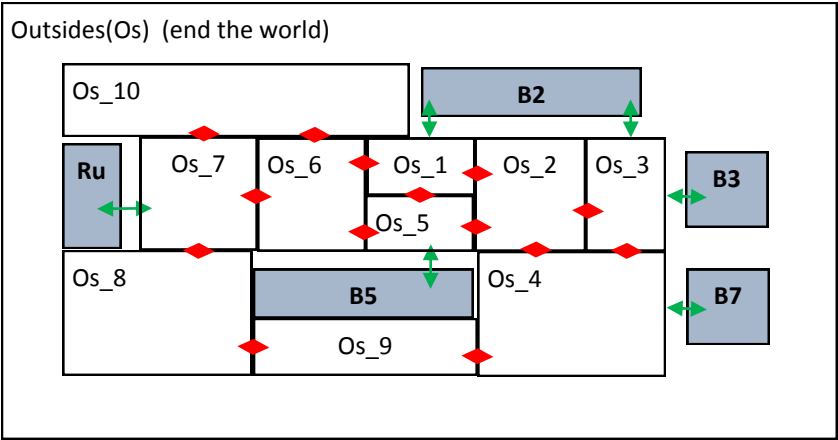 Outsides(Os) (end the world)
Os_10
B2
Ru
Os_7
Os_6
Os_1
Os_2
Os_3
B3
Os_5
Os_8
B5
Os_4
B7
Os_9